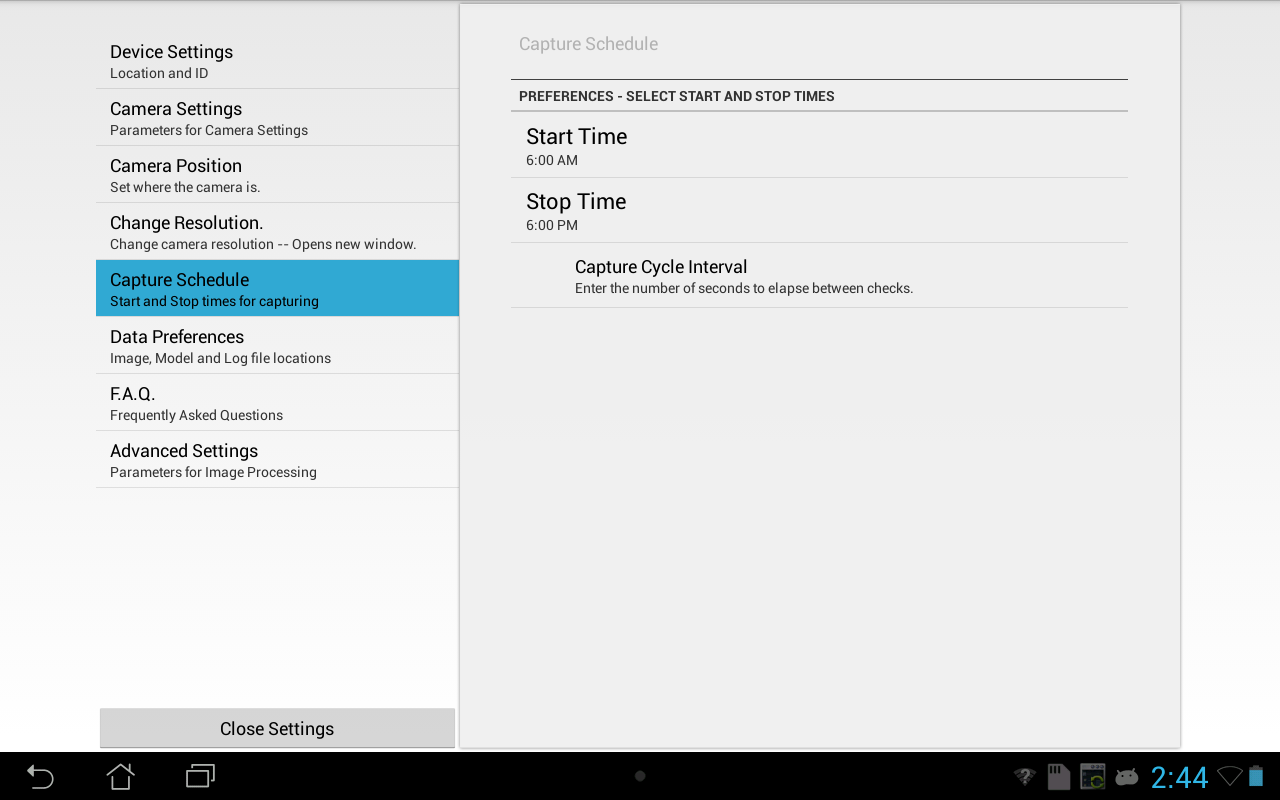 Device Settings
Location and ID
Camera Settings
Parameters for Camera Settings
Camera Position
Set where the camera is.
Change Resolution.
Change camera resolution -- Opens new window.
Capture Schedule
Start and Stop times for capturing
Data Preferences
Image, Model and Log file locations
F.A.Q.
Frequently Asked Questions
Advanced Settings
Parameters for Image Processing
Close Settings
Capture Schedule
PREFERENCES - SELECT START AND STOP TIMES
Start Time
6:00 AM
Stop Time
6:00 PM
Capture Cycle Interval
Enter the number of seconds to elapse between checks.
2:44